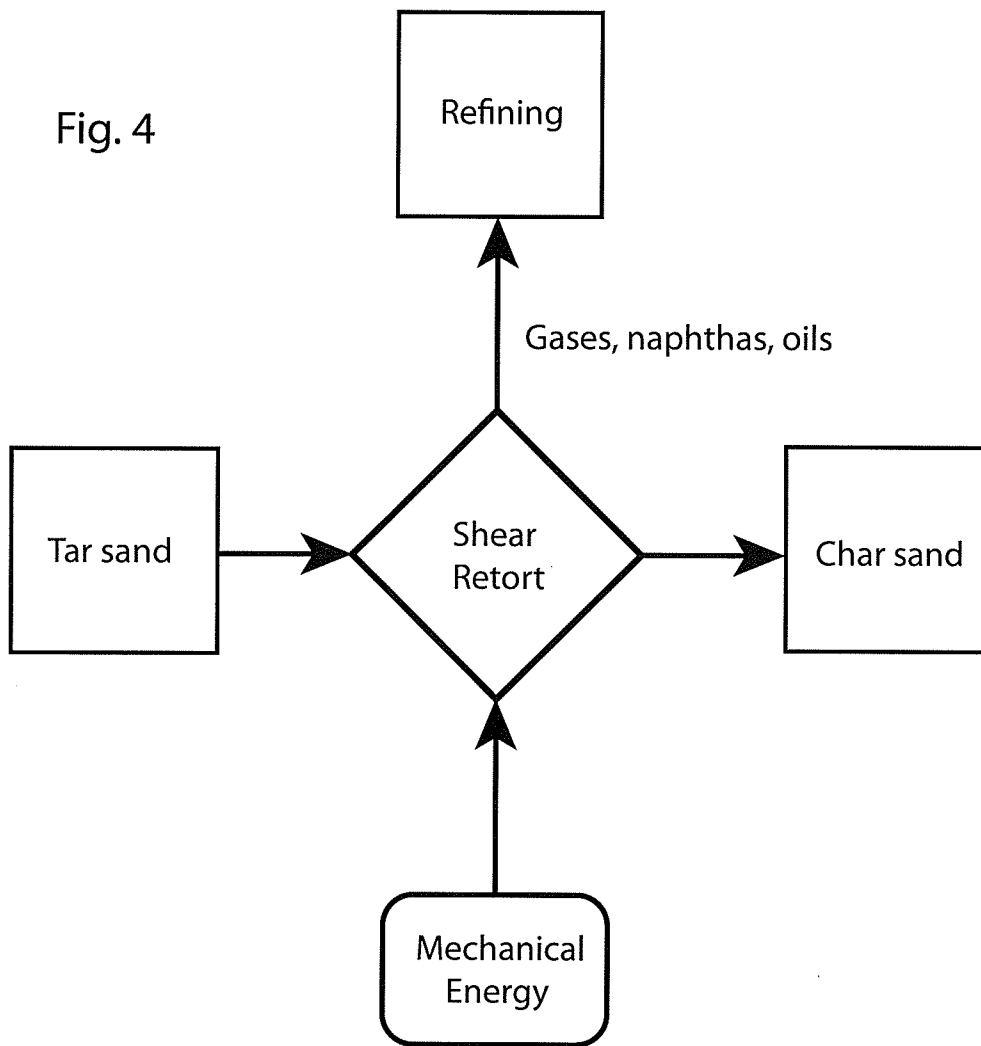 Fig. 4
Refining
Gases, naphthas, oils
Tar sand
Shear
Retort
Char sand
Mechanical
Energy